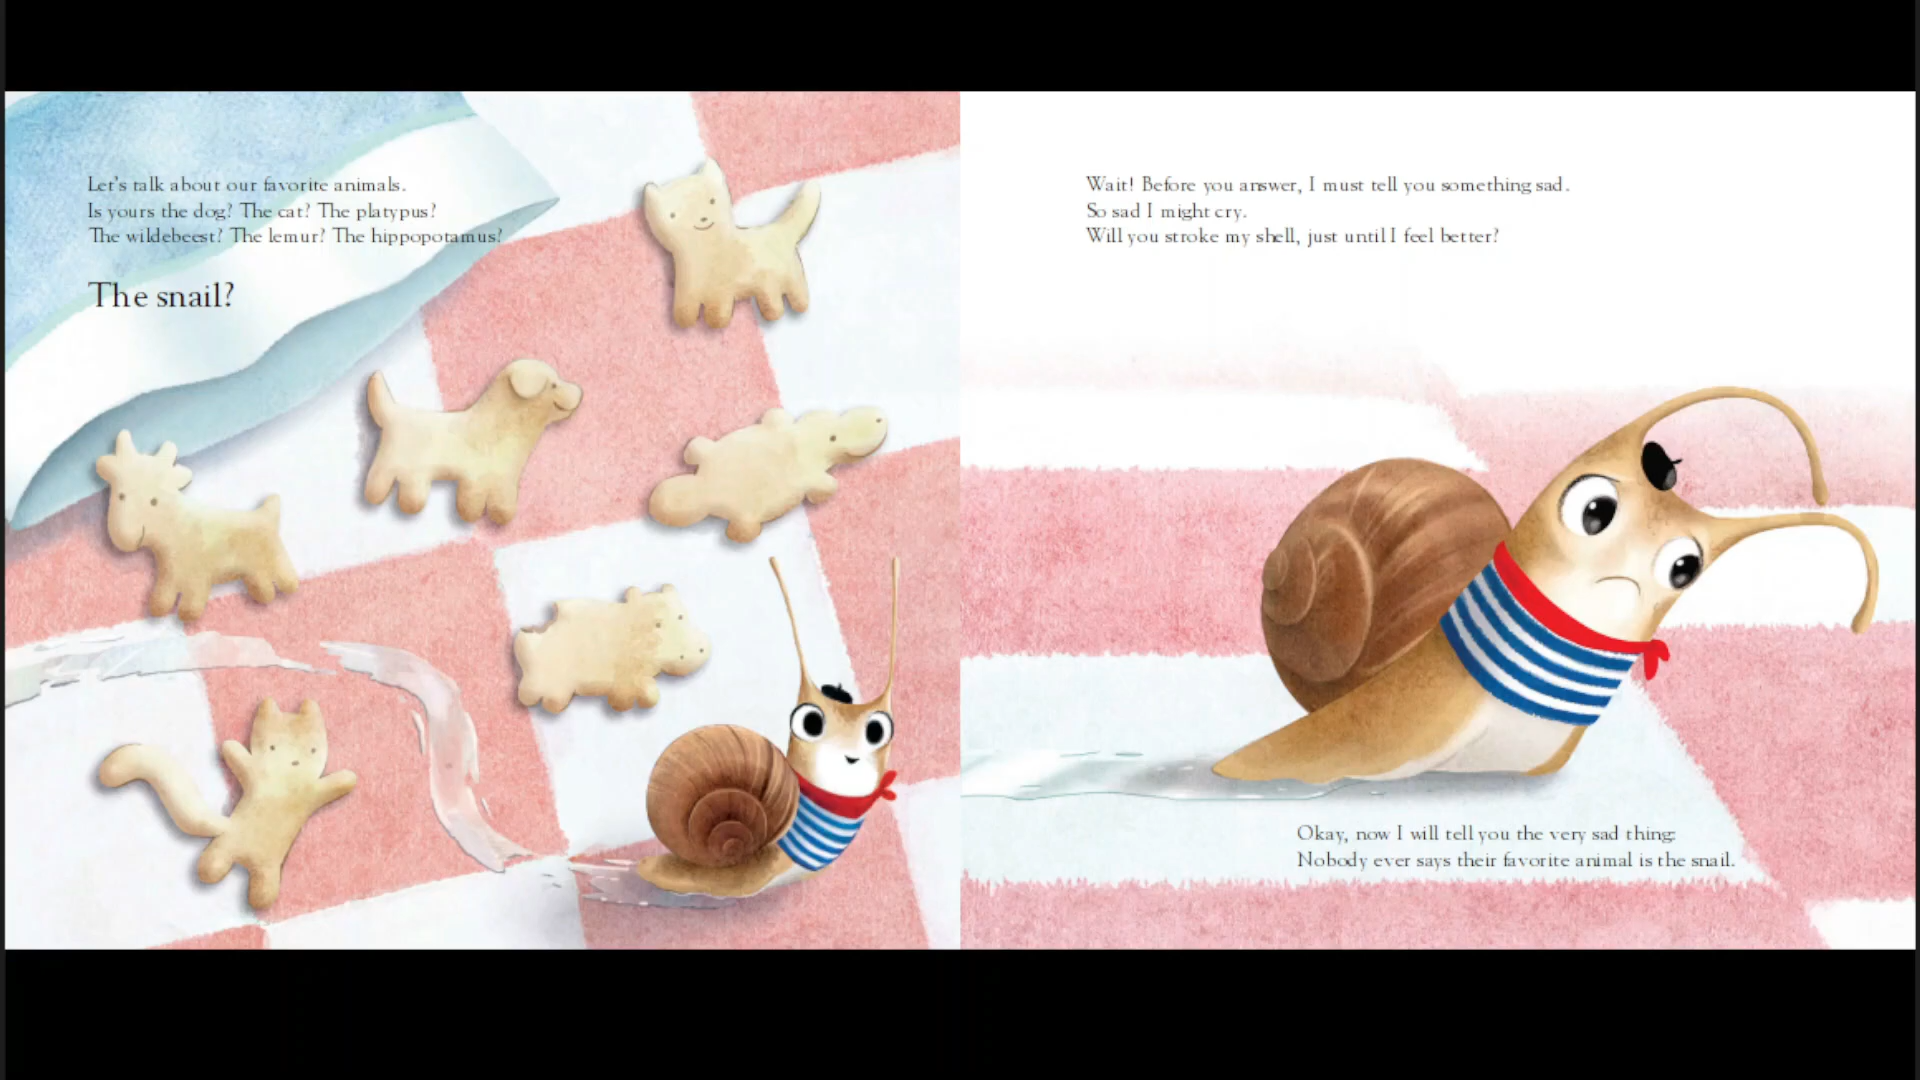 Let's talk about our favorite animals.
Is yours the dog? The cat? The platypus?
The wildebeest? The lemur? The hippopotamus?
The snail?
Wait! Before you answer, I must tell you something sad.
So sad I might cry.
Will you stroke my shell, just until I feel better?
Okay, now I will tell you the very sad thing:
Nobody ever says their favorite animal is the snail.